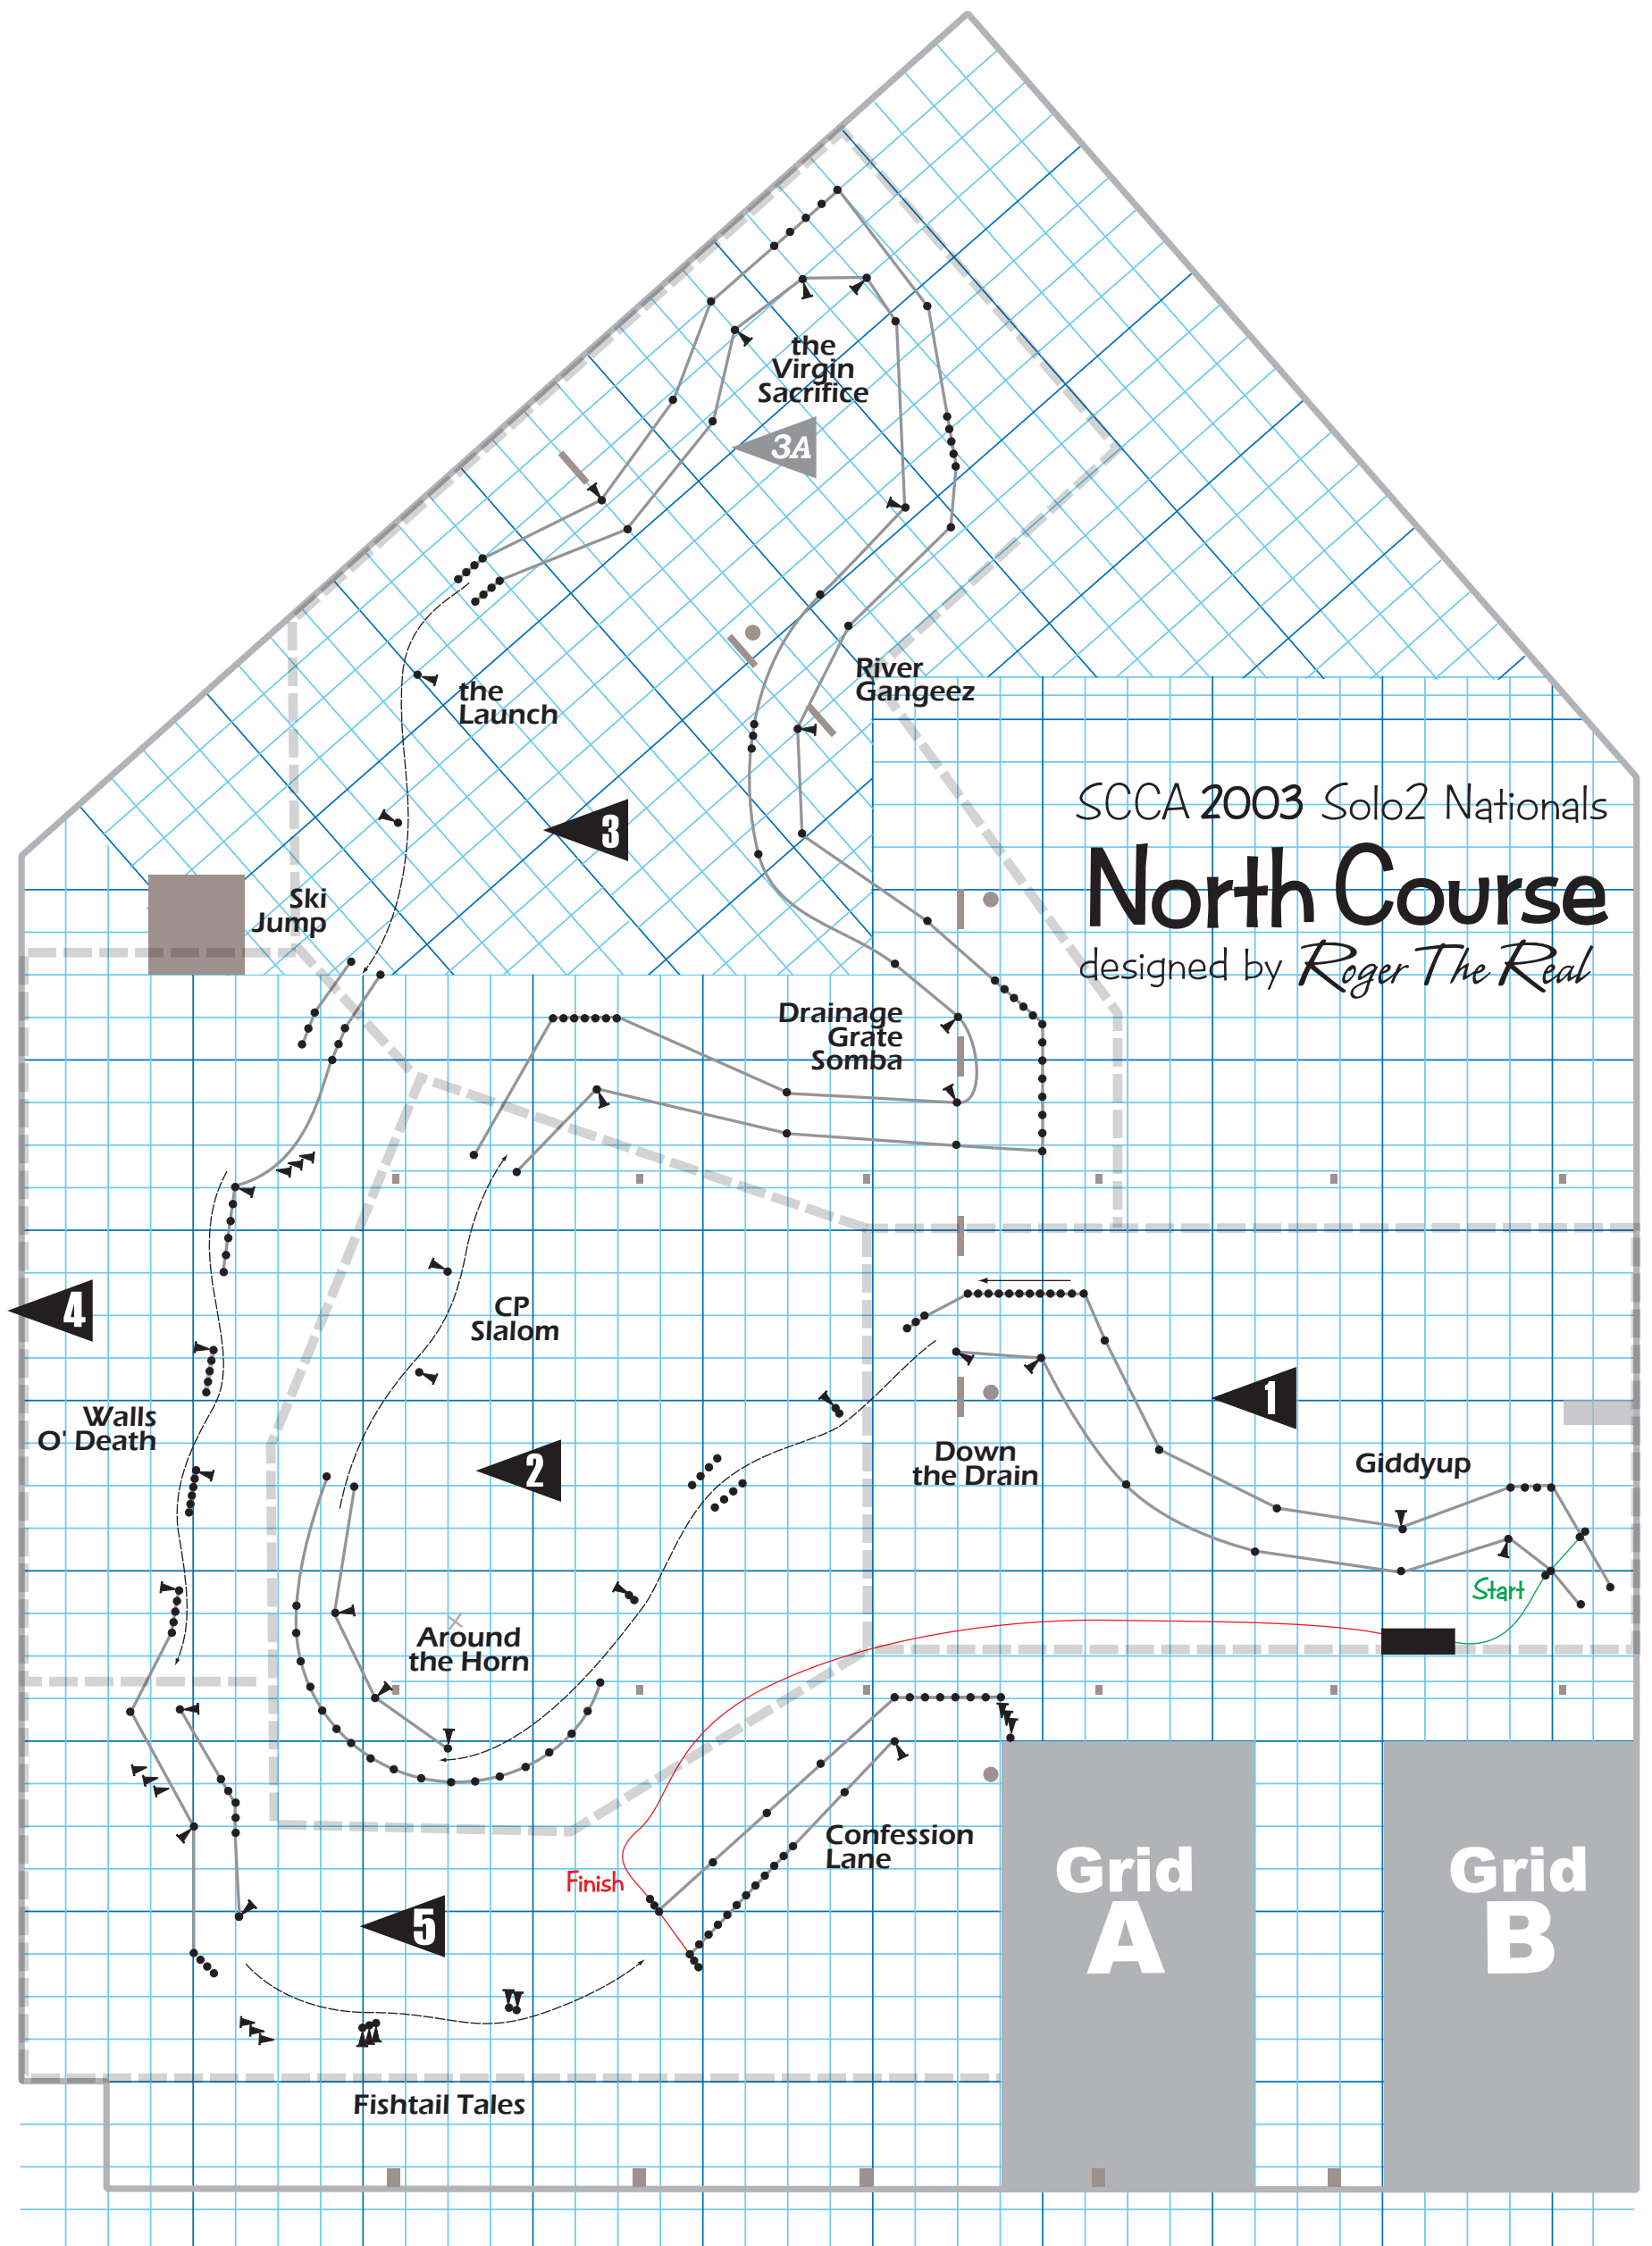 the
Virgin
Sacrifice
3A
River
Gangeez
the
Launch
SCCA 2003 Solo2 Nationals
North Course
designed by Roger The Real
3
Ski
Jump
Drainage
Grate
Somba
4
CP
Slalom
1
Walls
O' Death
2
Down
the Drain
Giddyup
Start
Around
the Horn
Confession
Lane
Finish
5
Grid
A
Grid
B
Fishtail Tales